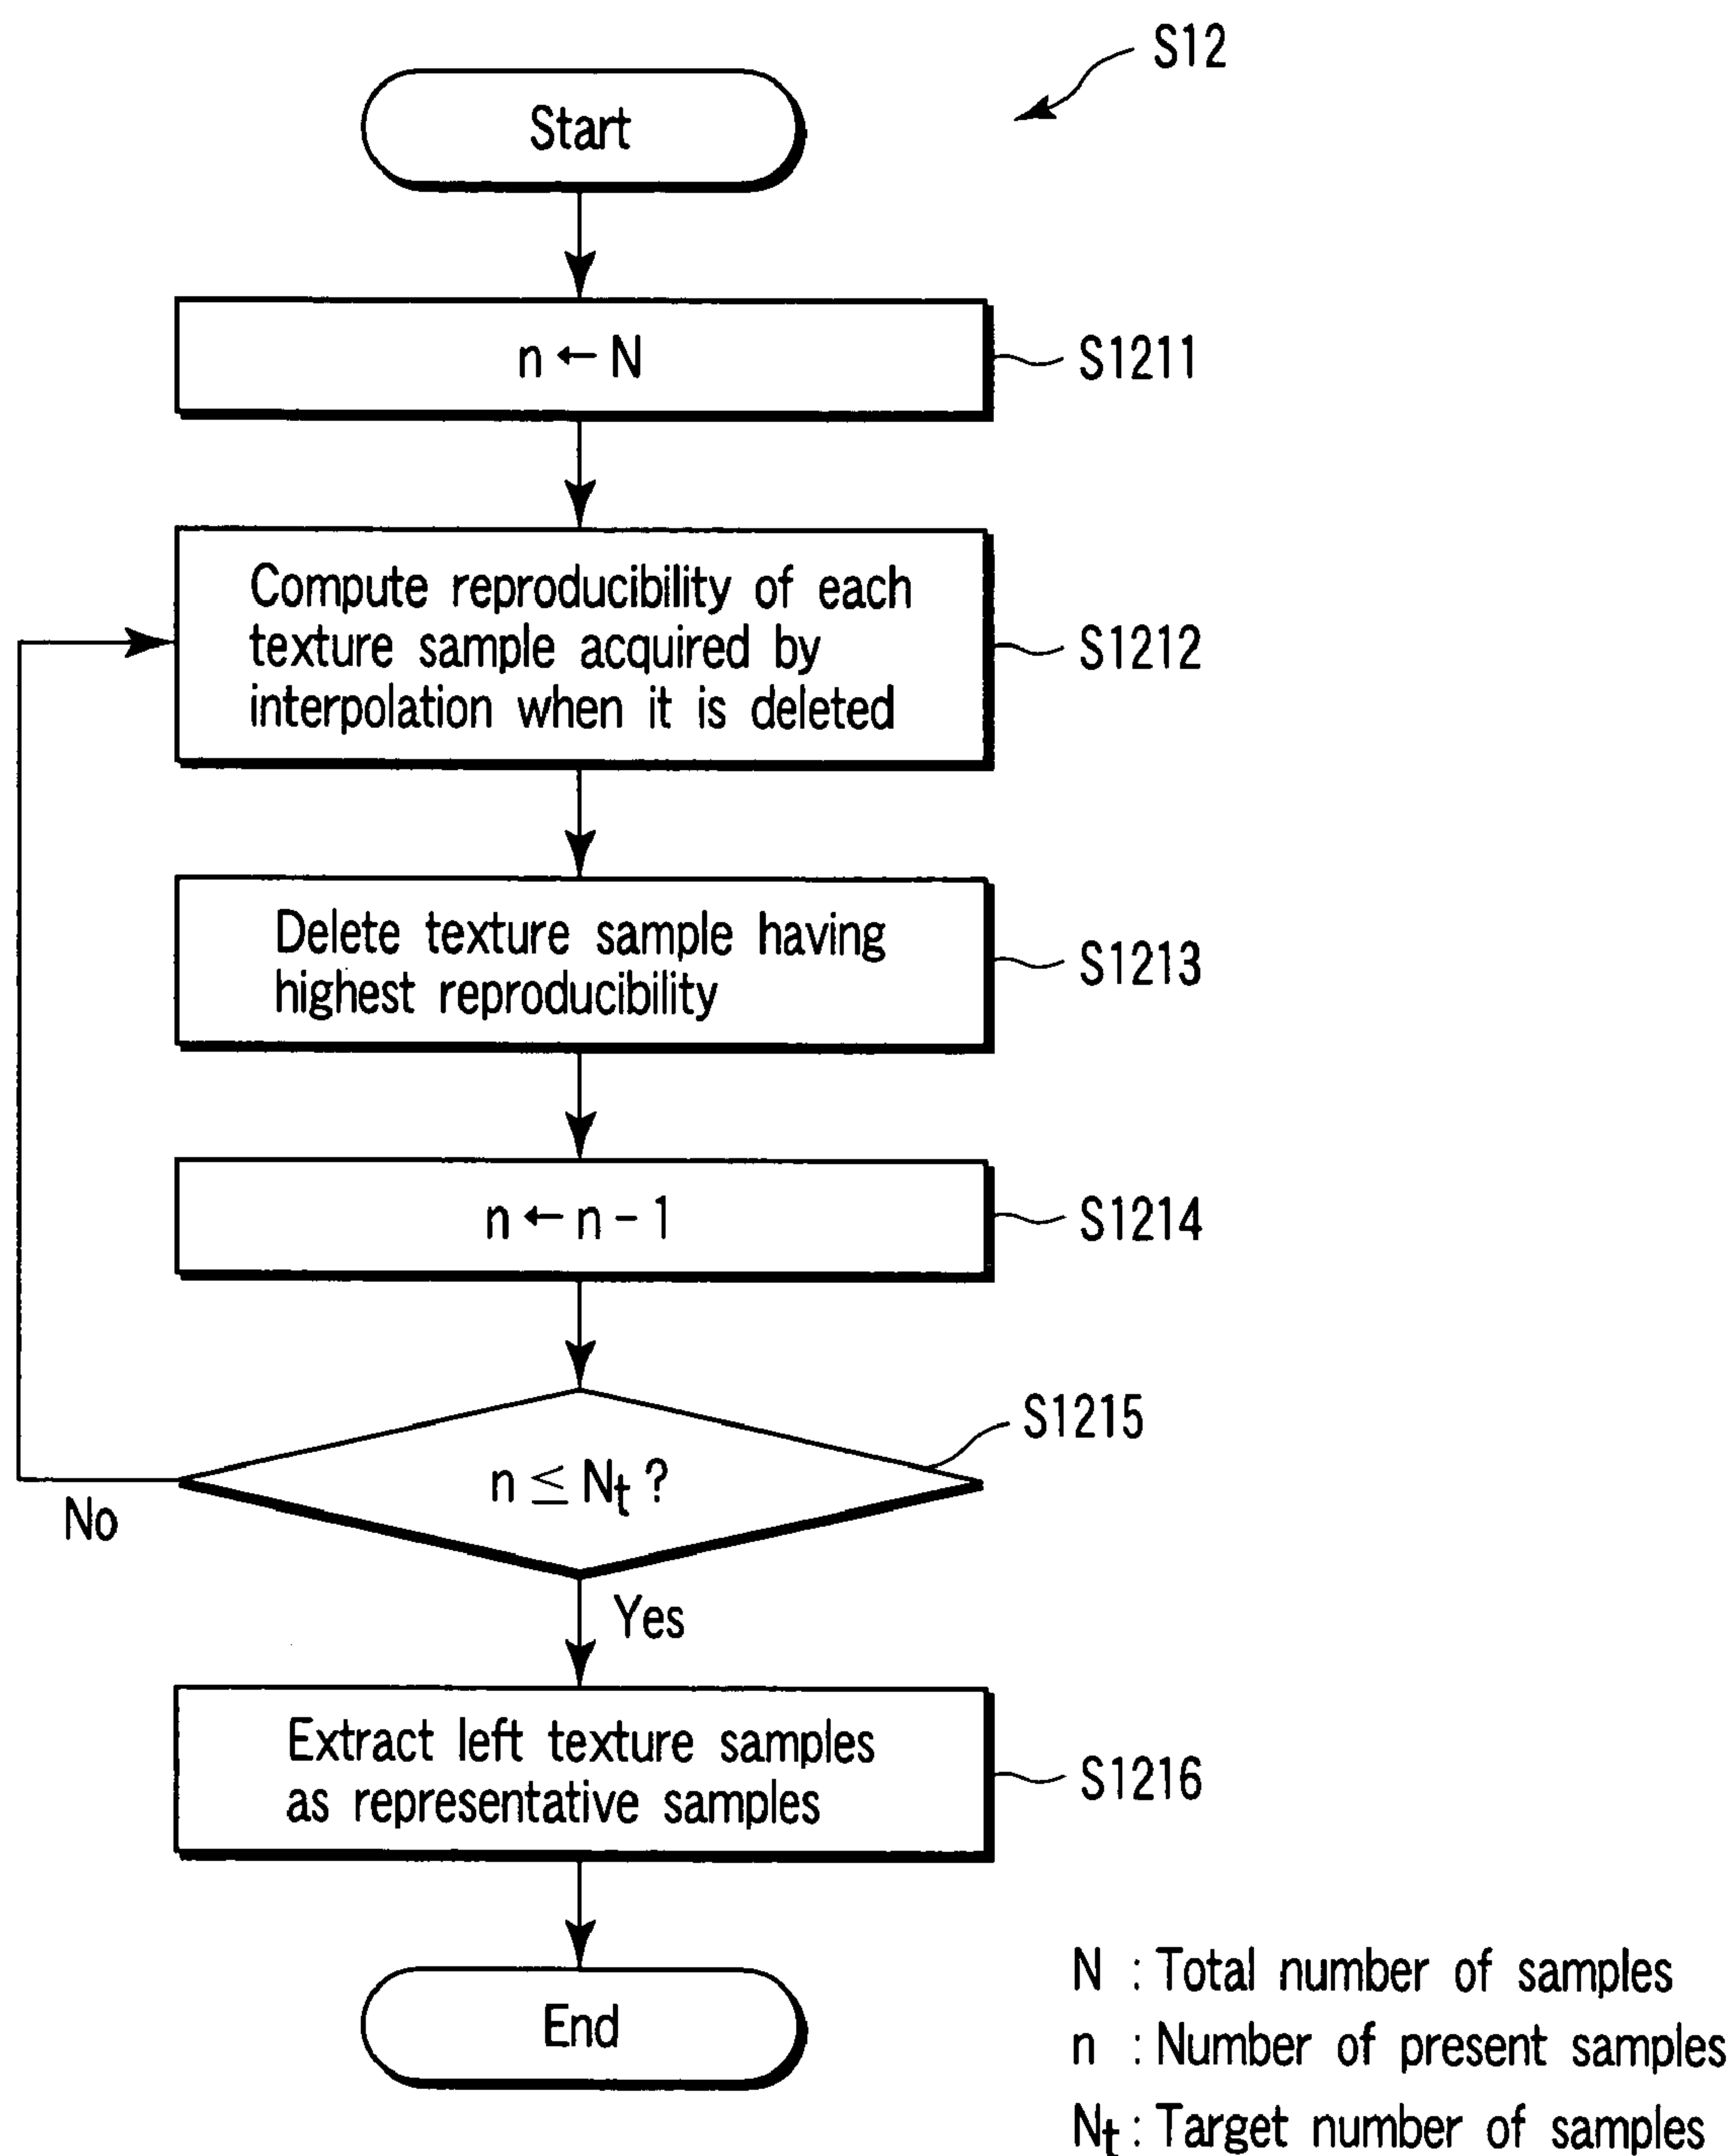 S12
Start
n ← N
S1211
Compute reproducibility of each
texture sample acquired by
interpolation when it is deleted
S1212
Delete texture sample having
highest reproducibility
S1213
n ← n - 1
S1214
S1215
n ≤ Nt ?
No
Yes
Extract left texture samples
as representative samples
S1216
End
N : Total number of samples
n : Number of present samples
Nt : Target number of samples